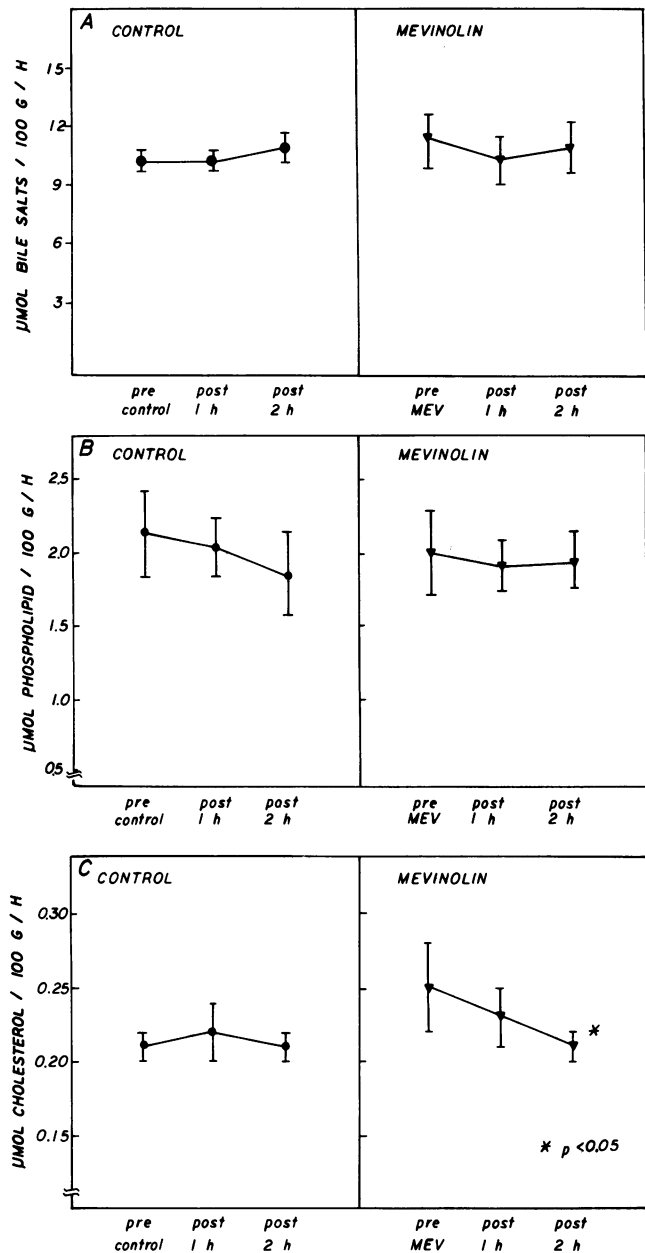 A
CONTROL
MEVINOLIN
µMOL BILE SALTS / 100 G / H
15
12
9
6
3
pre post post
control 1 h 2 h
pre post post
MEV 1 h 2 h
B
CONTROL
MEVINOLIN
µMOL PHOSPHOLIPID / 100 G / H
2.5
2.0
1.5
1.0
0.5
pre post post
control 1 h 2 h
pre post post
MEV 1 h 2 h
C
CONTROL
MEVINOLIN
µMOL CHOLESTEROL / 100 G / H
0.30
0.25
0.20
0.15
*
* p <0.05
pre post post
control 1 h 2 h
pre post post
MEV 1 h 2 h